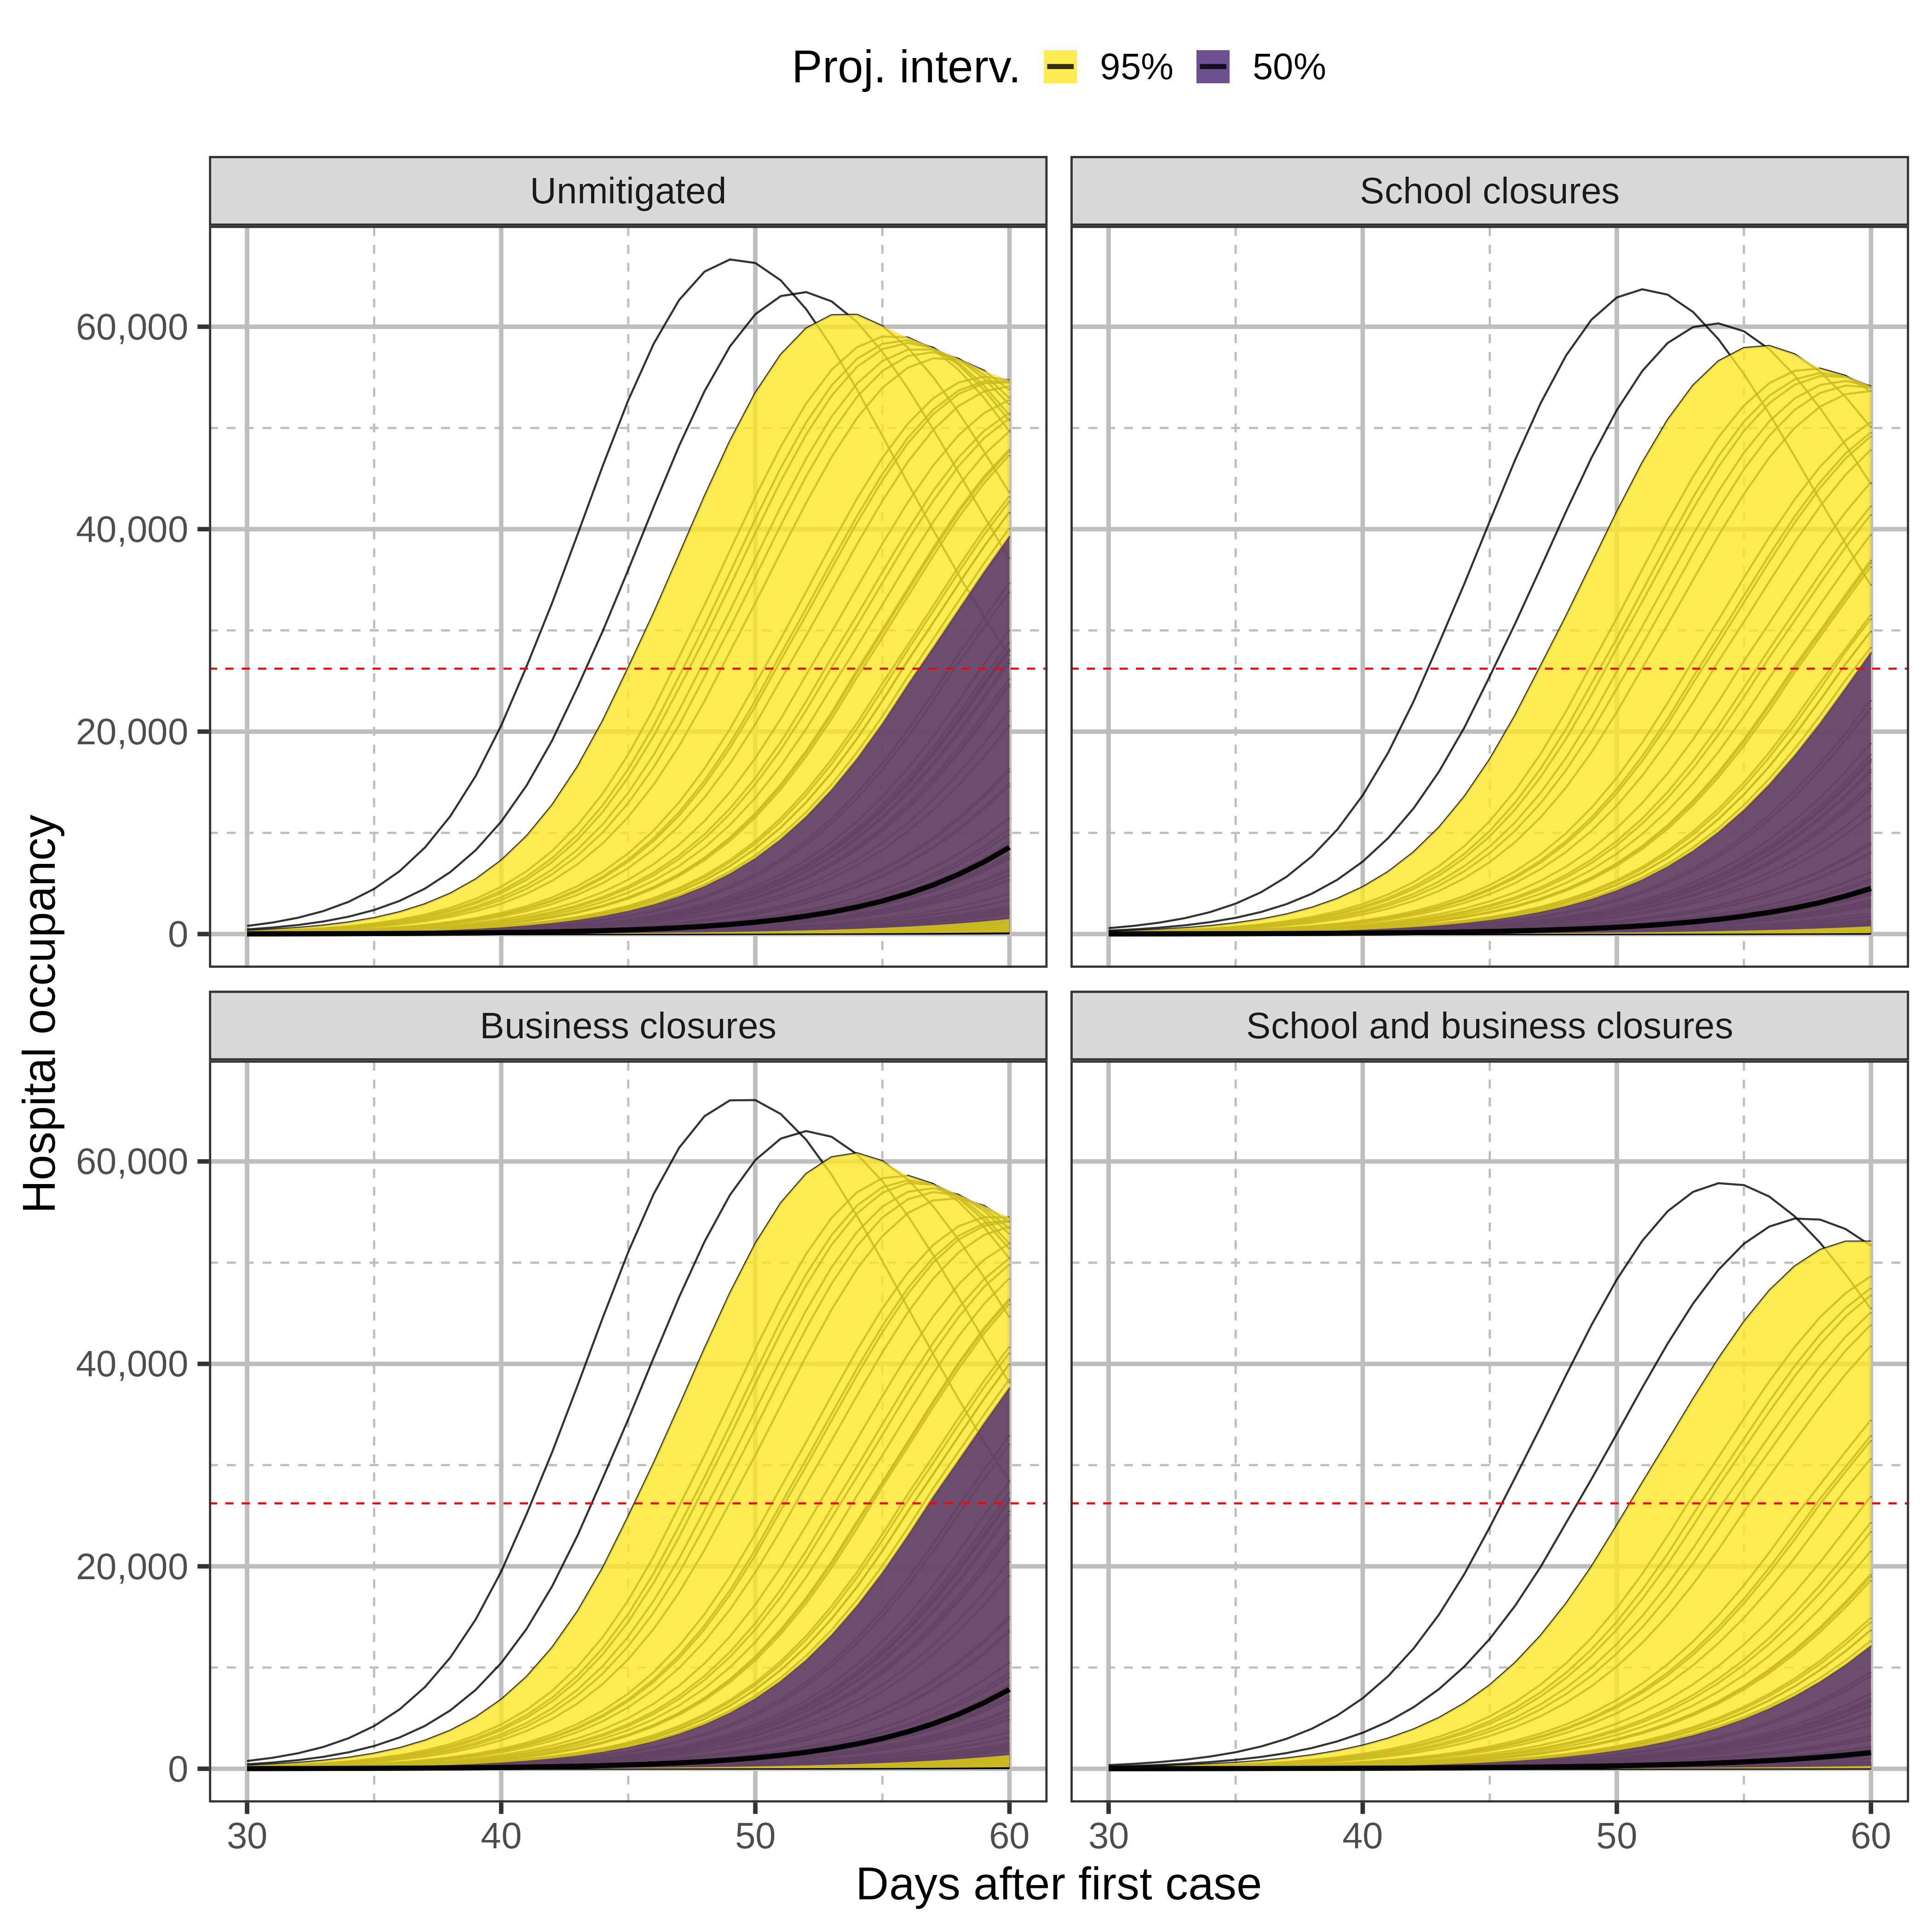 Proj. interv. 95% 50%
Unmitigated
School closures
60,000
40,000
20,000
0
Business closures
School and business closures
60,000
40,000
20,000
0
Hospital occupancy
30 40 50 60
30 40 50 60
Days after first case